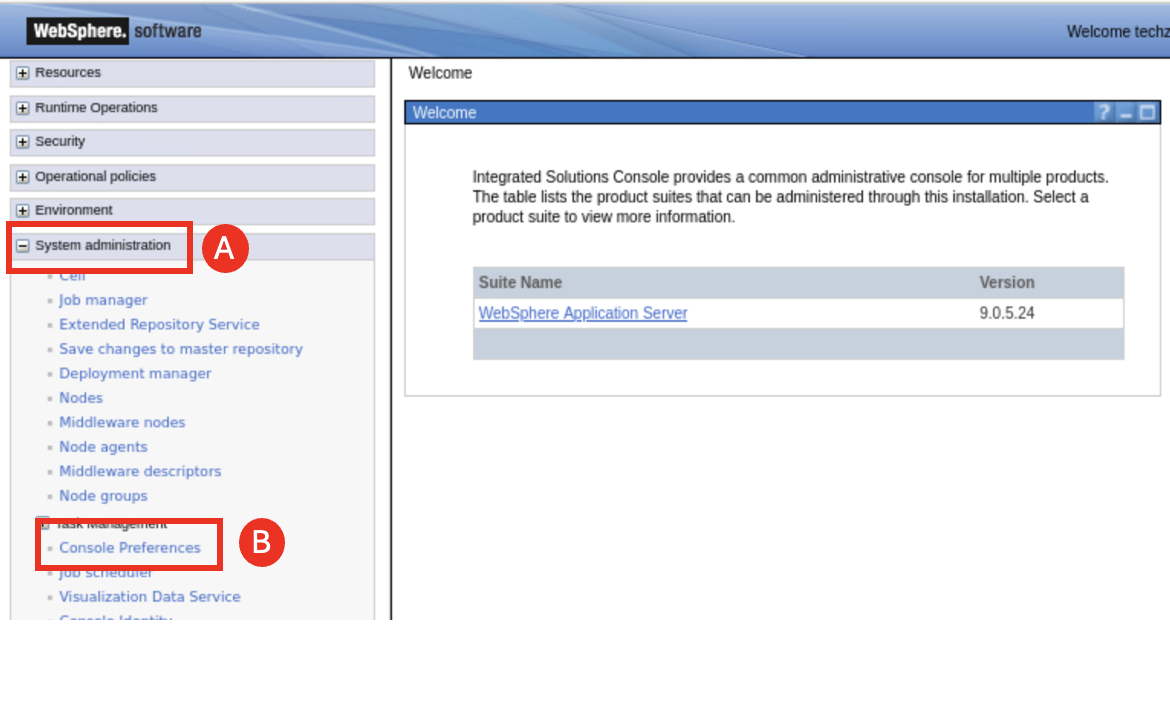 WebSphere. software
Welcome techz
Resources
Runtime Operations
Security
Operational policies
Environment
System administration
A
Cell
Job manager
Extended Repository Service
Save changes to master repository
Deployment manager
Nodes
Middleware nodes
Node agents
Middleware descriptors
Node groups
Task Management
Console Preferences
B
Job scheduler
Visualization Data Service
Console Identity
Welcome
Welcome
?
Integrated Solutions Console provides a common administrative console for multiple products.
The table lists the product suites that can be administered through this installation. Select a
product suite to view more information.
Suite Name Version
WebSphere Application Server 9.0.5.24